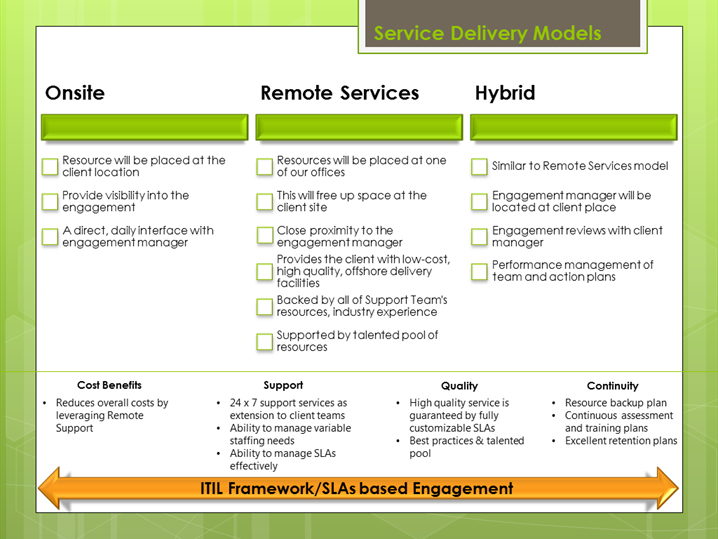 Service Delivery Models
Onsite
Resource will be placed at the
client location
Provide visibility into the
engagement
A direct, daily interface with
engagement manager
Remote Services
Resources will be placed at one
of our offices
This will free up space at the
client site
Close proximity to the
engagement manager
Provides the client with low-cost,
high quality, offshore delivery
facilities
Backed by all of Support Team's
resources, industry experience
Supported by talented pool of
resources
Hybrid
Similar to Remote Services model
Engagement manager will be
located at client place
Engagement reviews with client
manager
Performance management of
team and action plans
Cost Benefits
• Reduces overall costs by
leveraging Remote
Support
Support
• 24 x 7 support services as
extension to client teams
• Ability to manage variable
staffing needs
• Ability to manage SLAs
effectively
Quality
• High quality service is
guaranteed by fully
customizable SLAs
• Best practices & talented
pool
Continuity
• Resource backup plan
• Continuous assessment
and training plans
• Excellent retention plans
ITIL Framework/SLAs based Engagement